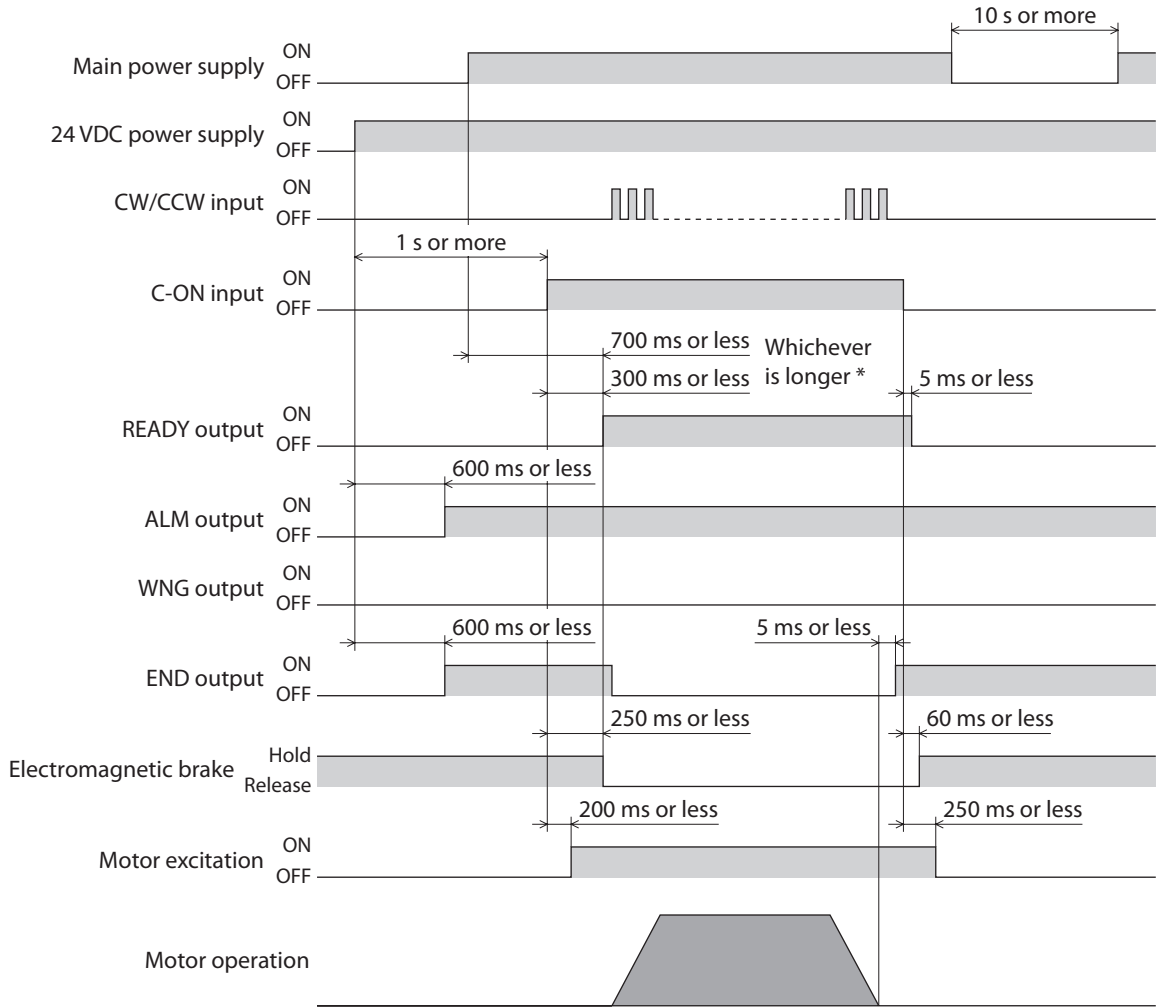 10 s or more
Main power supply ON
OFF
24 VDC power supply ON
OFF
CW/CCW input ON
OFF
1 s or more
C-ON input ON
OFF
700 ms or less Whichever
300 ms or less is longer * 5 ms or less
READY output ON
OFF
600 ms or less
ALM output ON
OFF
WNG output ON
OFF
600 ms or less 5 ms or less
END output ON
OFF
250 ms or less 60 ms or less
Electromagnetic brake Hold
Release
200 ms or less 250 ms or less
Motor excitation ON
OFF
Motor operation